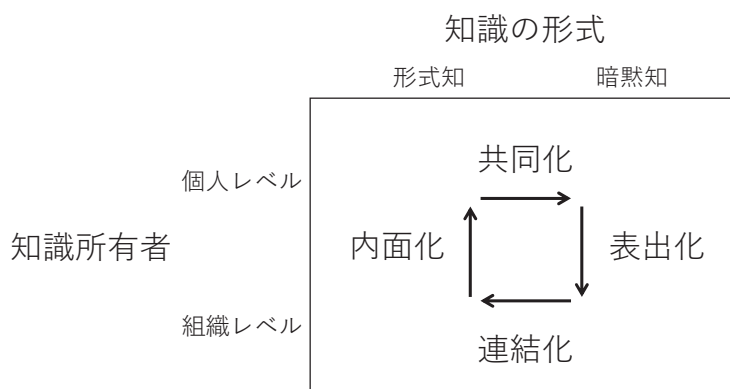 知識の形式
形式知 暗黙知
共同化
個人レベル
知識所有者 内面化 表出化
組織レベル
連結化